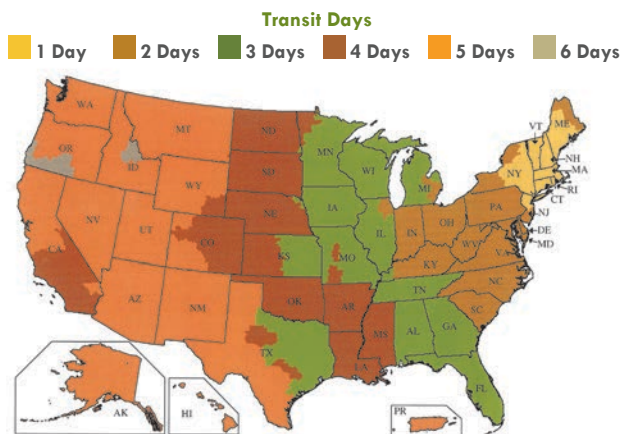 Transit Days
1 Day 2 Days 3 Days 4 Days 5 Days 6 Days
WA
MT
ND
MN
VT
ME
OR
ID
SD
WI
NH
MA
WY
MI
NY
RI
CT
NE
IA
PA
NJ
NV
UT
CO
IL
IN
OH
DE
MD
CA
KS
MO
WV
VA
KY
AZ
NM
OK
AR
TN
NC
SC
TX
MS
AL
GA
LA
FL
AK
HI
PR